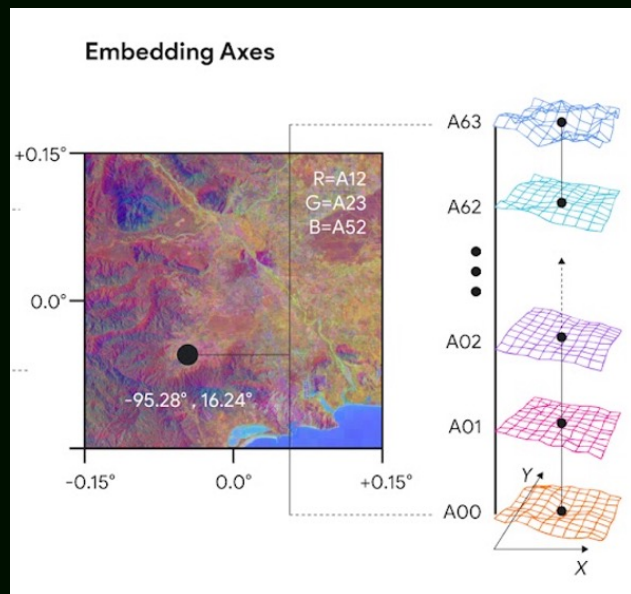 Embedding Axes
+0.15°
0.0°
-0.15°
0.0°
+0.15°
R=A12
G=A23
B=A52
-95.28°, 16.24°
A63
A62
A02
A01
A00
Y
X